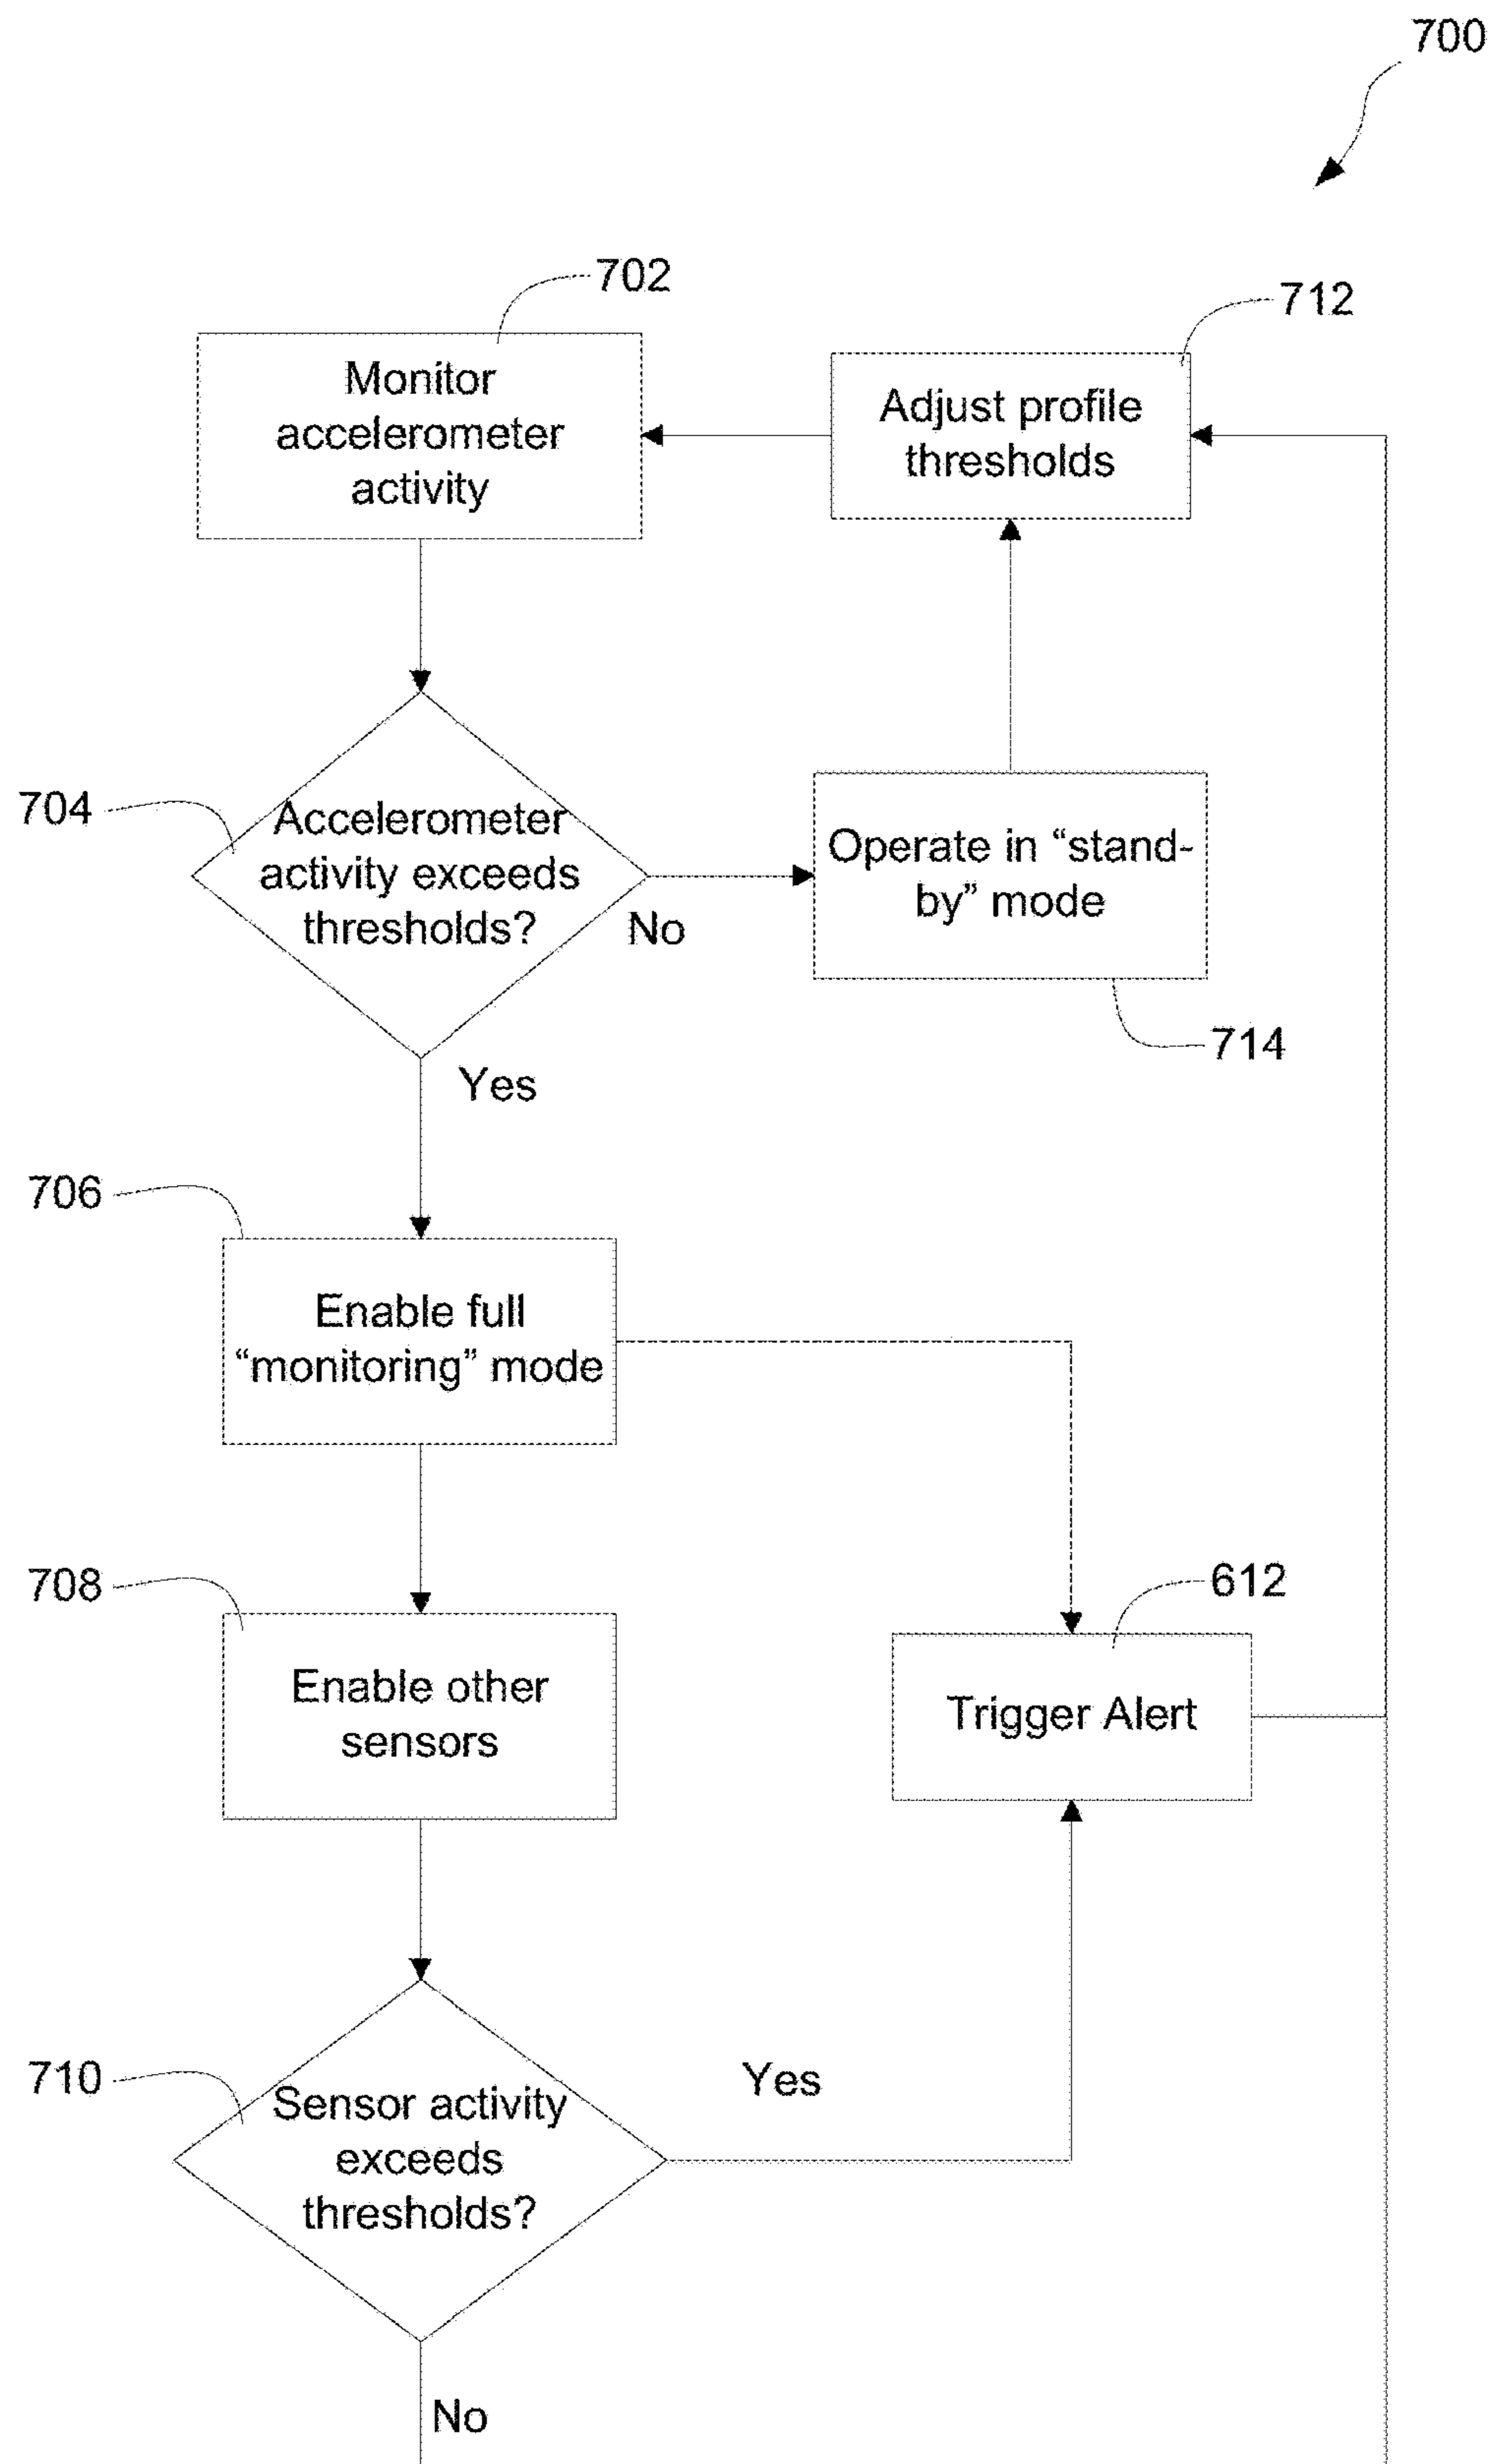 700
702
Monitor
accelerometer
activity
712
Adjust profile
thresholds
704
Accelerometer
activity exceeds
thresholds?
No
Operate in “stand-
by” mode
714
Yes
706
Enable full
“monitoring” mode
708
Enable other
sensors
612
Trigger Alert
710
Sensor activity
exceeds
thresholds?
Yes
No